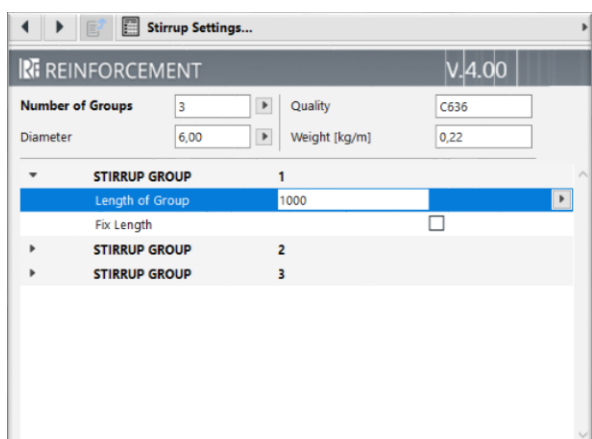 Stirrup Settings...
Ri REINFORCEMENT V.4.00
Number of Groups 3 Quality C636
Diameter 6,00 Weight [kg/m] 0,22
STIRRUP GROUP 1
Length of Group 1000
Fix Length
STIRRUP GROUP 2
STIRRUP GROUP 3